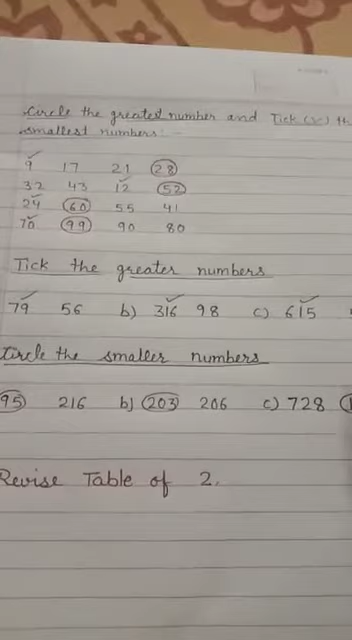 Circle the greatest number and Tick (✓) th
smallest numbers:-
9 17 21 28
32 43 12 52
24 60 55 41
70 99 90 80
Tick the greater numbers
79 56 b) 316 98 c) 615
Circle the smaller numbers
95 216 b) 203 206 c) 728
Revise Table of 2.